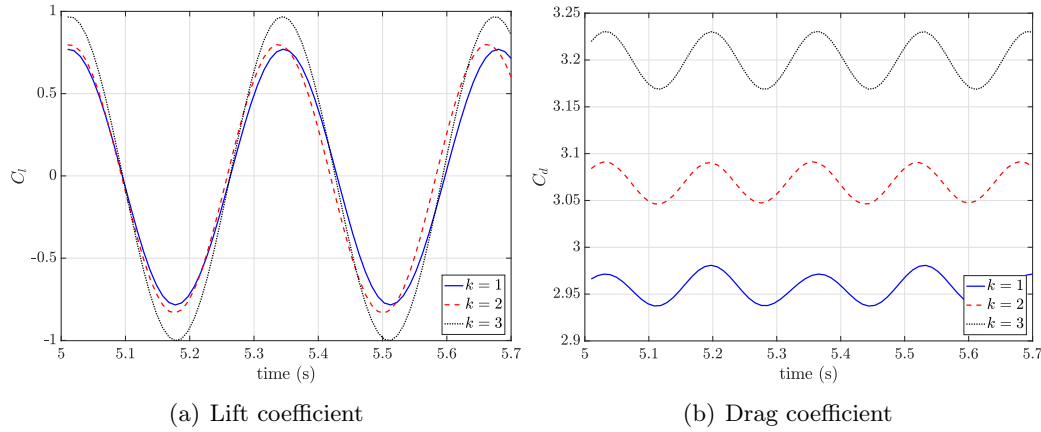 1
0.5
0
-0.5
-1
C_l
5
5.1
5.2
5.3
5.4
5.5
5.6
5.7
time (s)
k = 1
k = 2
k = 3
(a) Lift coefficient
3.25
3.2
3.15
3.1
3.05
3
2.95
2.9
C_d
5
5.1
5.2
5.3
5.4
5.5
5.6
5.7
time (s)
k = 1
k = 2
k = 3
(b) Drag coefficient